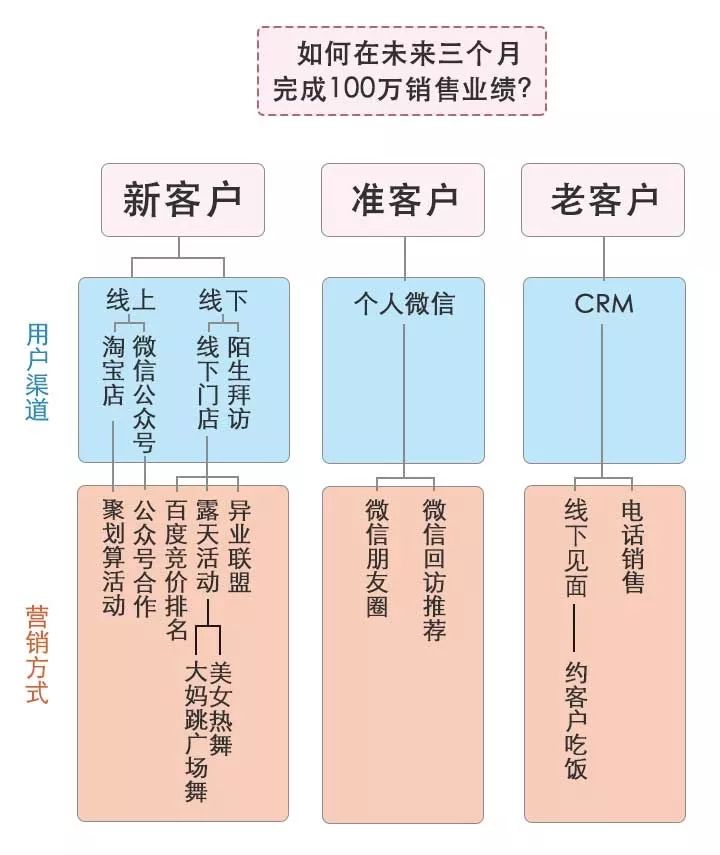 如何在未来三个月
完成100万销售业绩?
新客户
准客户
老客户
用户渠道
线上
线下
淘宝店
微信公众号
线下门店
陌生拜访
个人微信
CRM
营销方式
聚划算活动
公众号合作
百度竞价排名
露天活动
异业联盟
大妈跳广场舞
美女热舞
微信朋友圈
微信回访推荐
线下见面
电话销售
约客户吃饭